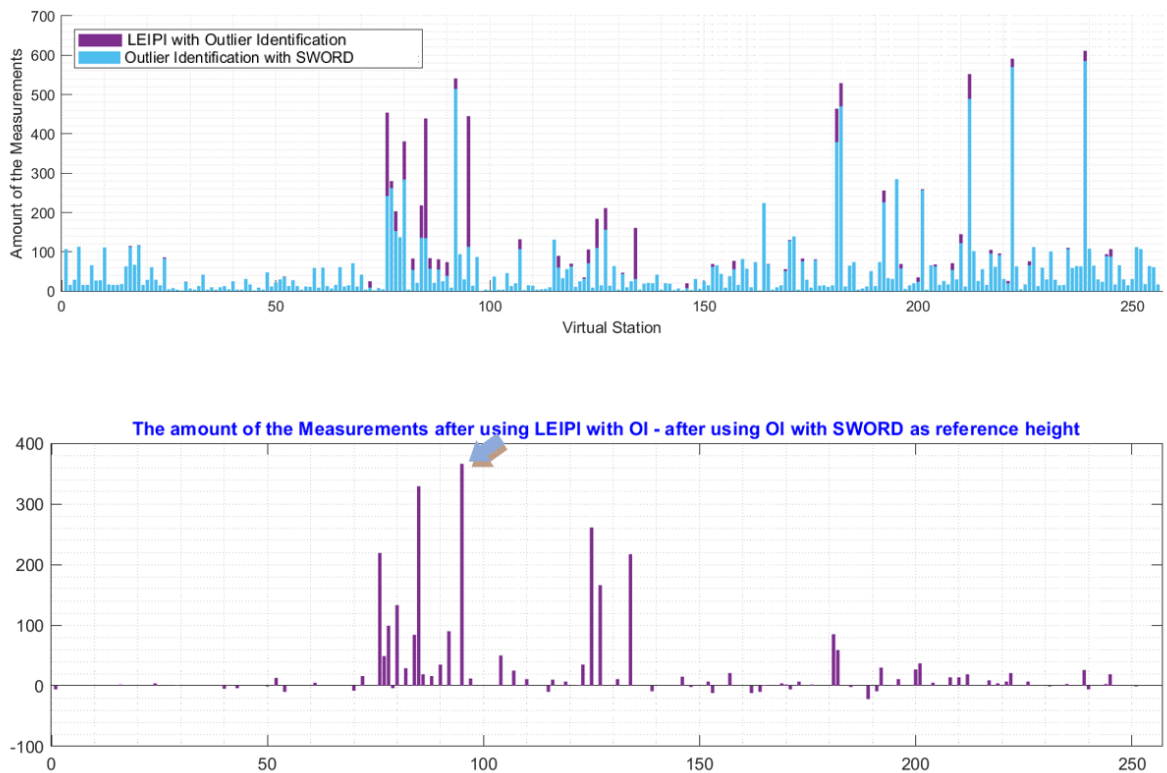 700
600
500
400
300
200
100
0
Amount of the Measurements
LEIPI with Outlier Identification
Outlier Identification with SWORD
0 50 100 150 200 250
Virtual Station
The amount of the Measurements after using LEIPI with OI - after using OI with SWORD as reference height
400
300
200
100
0
-100
0 50 100 150 200 250